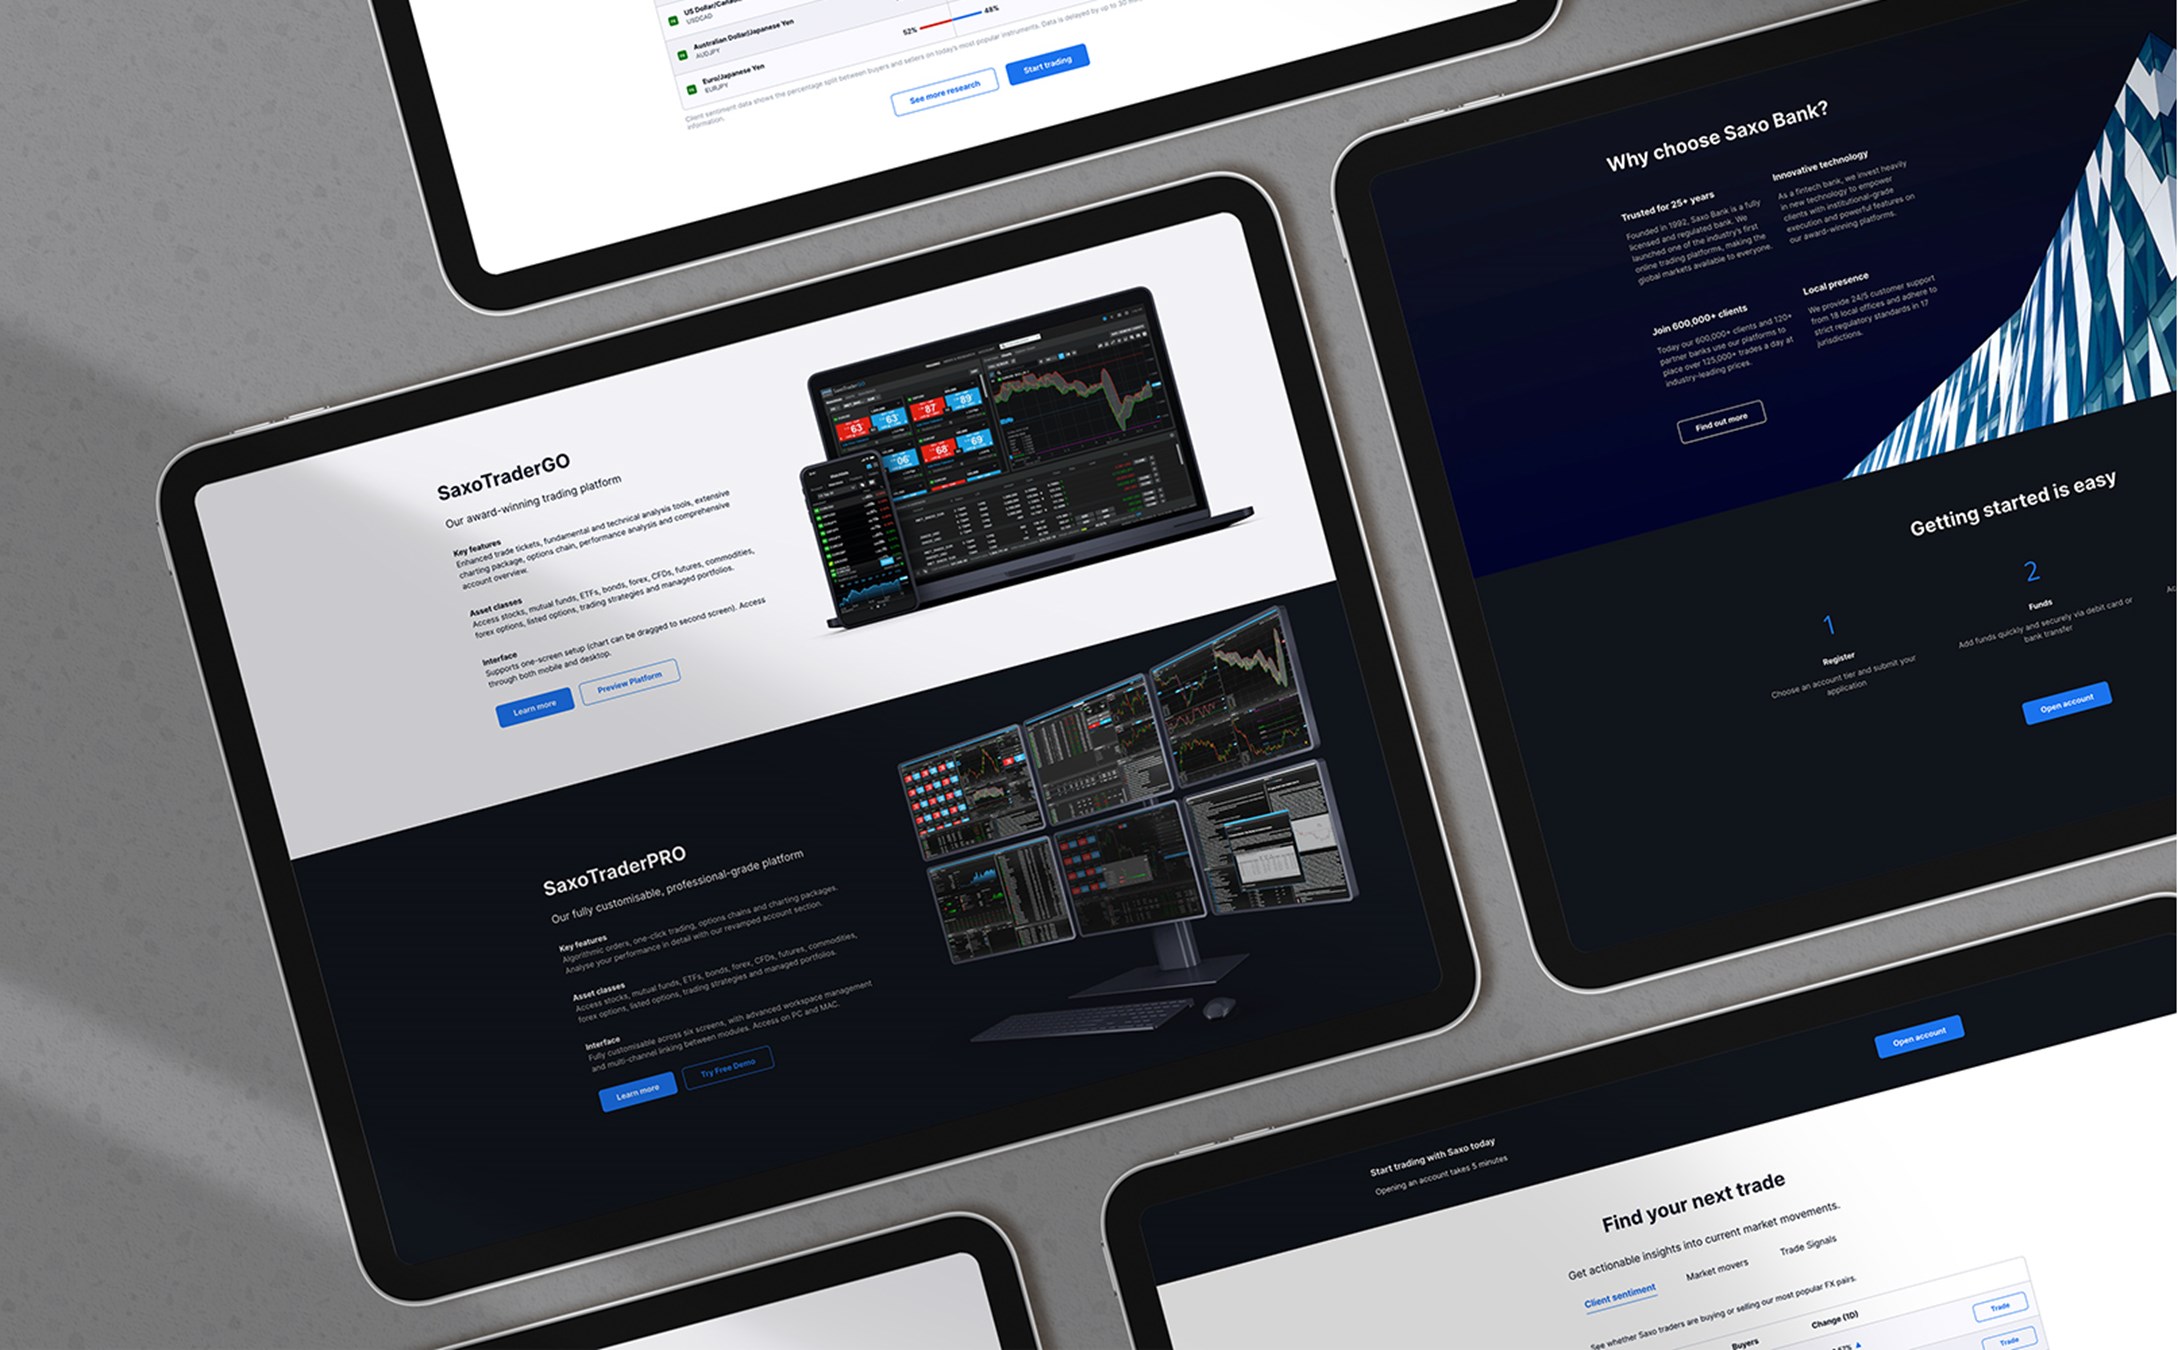 US Dollar/
USDCAD
Australian Dollar/Japanese Yen
AUDJPY
52% 48%
Euro/Japanese Yen
EURJPY
Client sentiment data shows the percentage split between buyers and sellers on today's most popular instruments. Data is delayed by up to 30
information.
See more research
Start trading
SaxoTraderGO
Our award-winning trading platform
Key features
Enhanced trade tickets, fundamental and technical analysis tools, extensive
charting package, options chain, performance analysis and comprehensive
account overview.
Asset classes
Access stocks, mutual funds, ETFs, bonds, forex, CFDs, futures, commodities,
forex options, listed options, trading strategies and managed portfolios.
Interface
Supports one-screen setup (chart can be dragged to second screen). Access
through both mobile and desktop.
Learn more
Preview Platform
SaxoTraderGO
63 63 87 89
06 68 69
SaxoTraderPRO
Our fully customisable, professional-grade platform
Key features
Algorithmic orders, one-click trading, options chains and charting packages.
Analyse your performance in detail with our revamped account section.
Asset classes
Access stocks, mutual funds, ETFs, bonds, forex, CFDs, futures, commodities,
forex options, listed options, trading strategies and managed portfolios.
Interface
Fully customisable across six screens, with advanced workspace management
and multi-channel linking between modules. Access on PC and MAC.
Learn more
Try Free Demo
Why choose Saxo Bank?
Trusted for 25+ years
Founded in 1992, Saxo Bank is a fully
licensed and regulated bank. We
launched one of the industry's first
online trading platforms, making the
global markets available to everyone.
Innovative technology
As a fintech bank, we invest heavily
in new technology to empower
clients with institutional-grade
execution and powerful features on
our award-winning platforms.
Join 600,000+ clients
Today our 600,000+ clients and 120+
partner banks use our platforms to
place over 125,000+ trades a day at
industry-leading prices.
Local presence
We provide 24/5 customer support
from 18 local offices and adhere to
strict regulatory standards in 17
jurisdictions.
Find out more
Getting started is easy
1
Register
Choose an account tier and submit your
application
2
Funds
Add funds quickly and securely via debit card or
bank transfer
Open account
Start trading with Saxo today
Opening an account takes 5 minutes
Open account
Find your next trade
Get actionable insights into current market movements.
Client sentiment
Market movers
Trade Signals
See whether Saxo traders are buying or selling our most popular FX pairs.
Buyers
Change (1D)
Trade
Trade